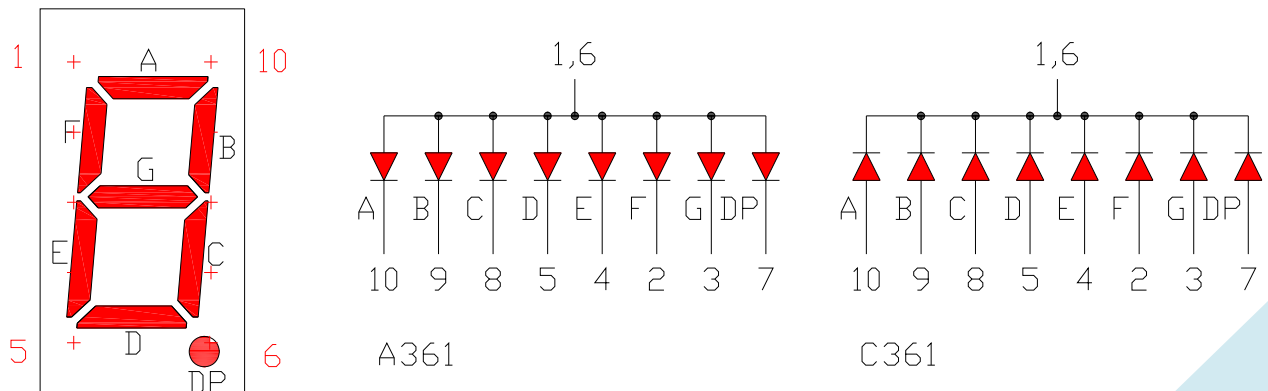 1
10
A
F
B
G
E
C
D
5
6
DP
1,6
A B C D E F G DP
10 9 8 5 4 2 3 7
A361
1,6
A B C D E F G DP
10 9 8 5 4 2 3 7
C361